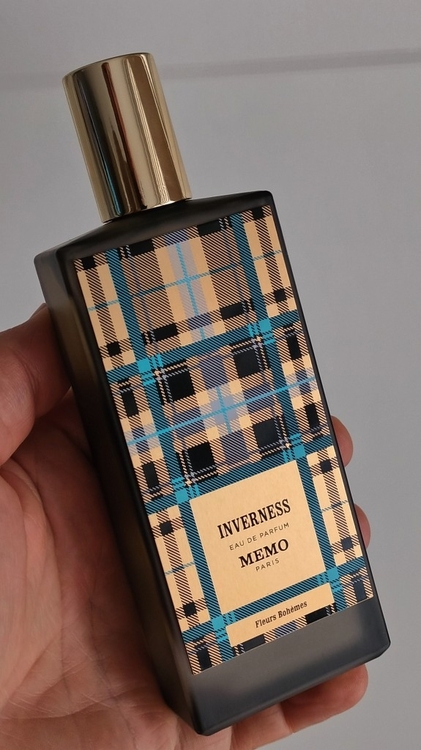 INVERNESS
EAU DE PARFUM
MEMO
PARIS
Fleurs Bohèmes